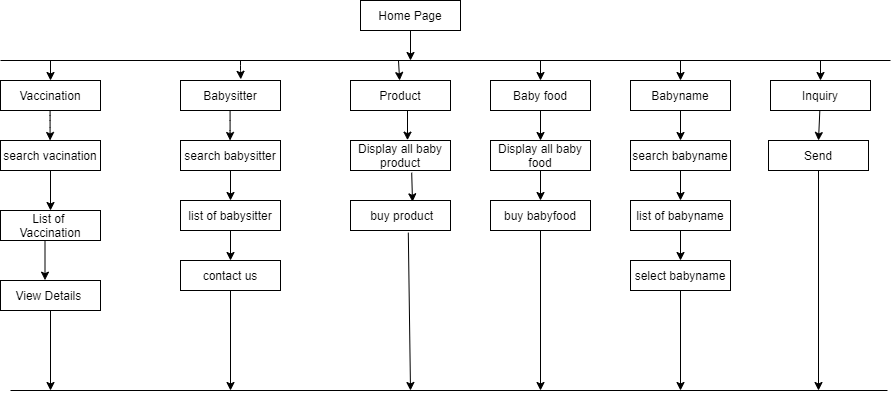 Home Page
Vaccination
Babysitter
Product
Baby food
Babyname
Inquiry
search vacination
search babysitter
Display all baby
product
Display all baby
food
search babyname
Send
List of
Vaccination
list of babysitter
buy product
buy babyfood
list of babyname
View Details
contact us
select babyname